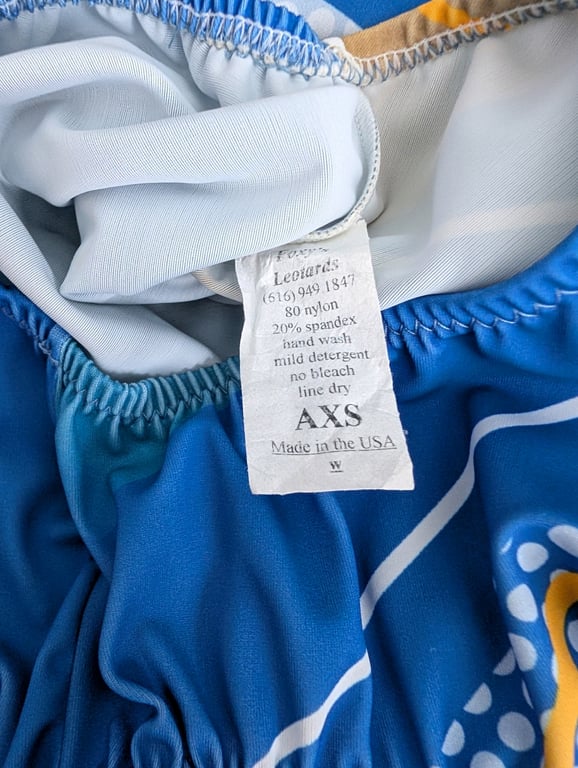 Foxy's
Leotards
(616) 949 1847
80 nylon
20% spandex
hand wash
mild detergent
no bleach
line dry
AXS
Made in the USA
W